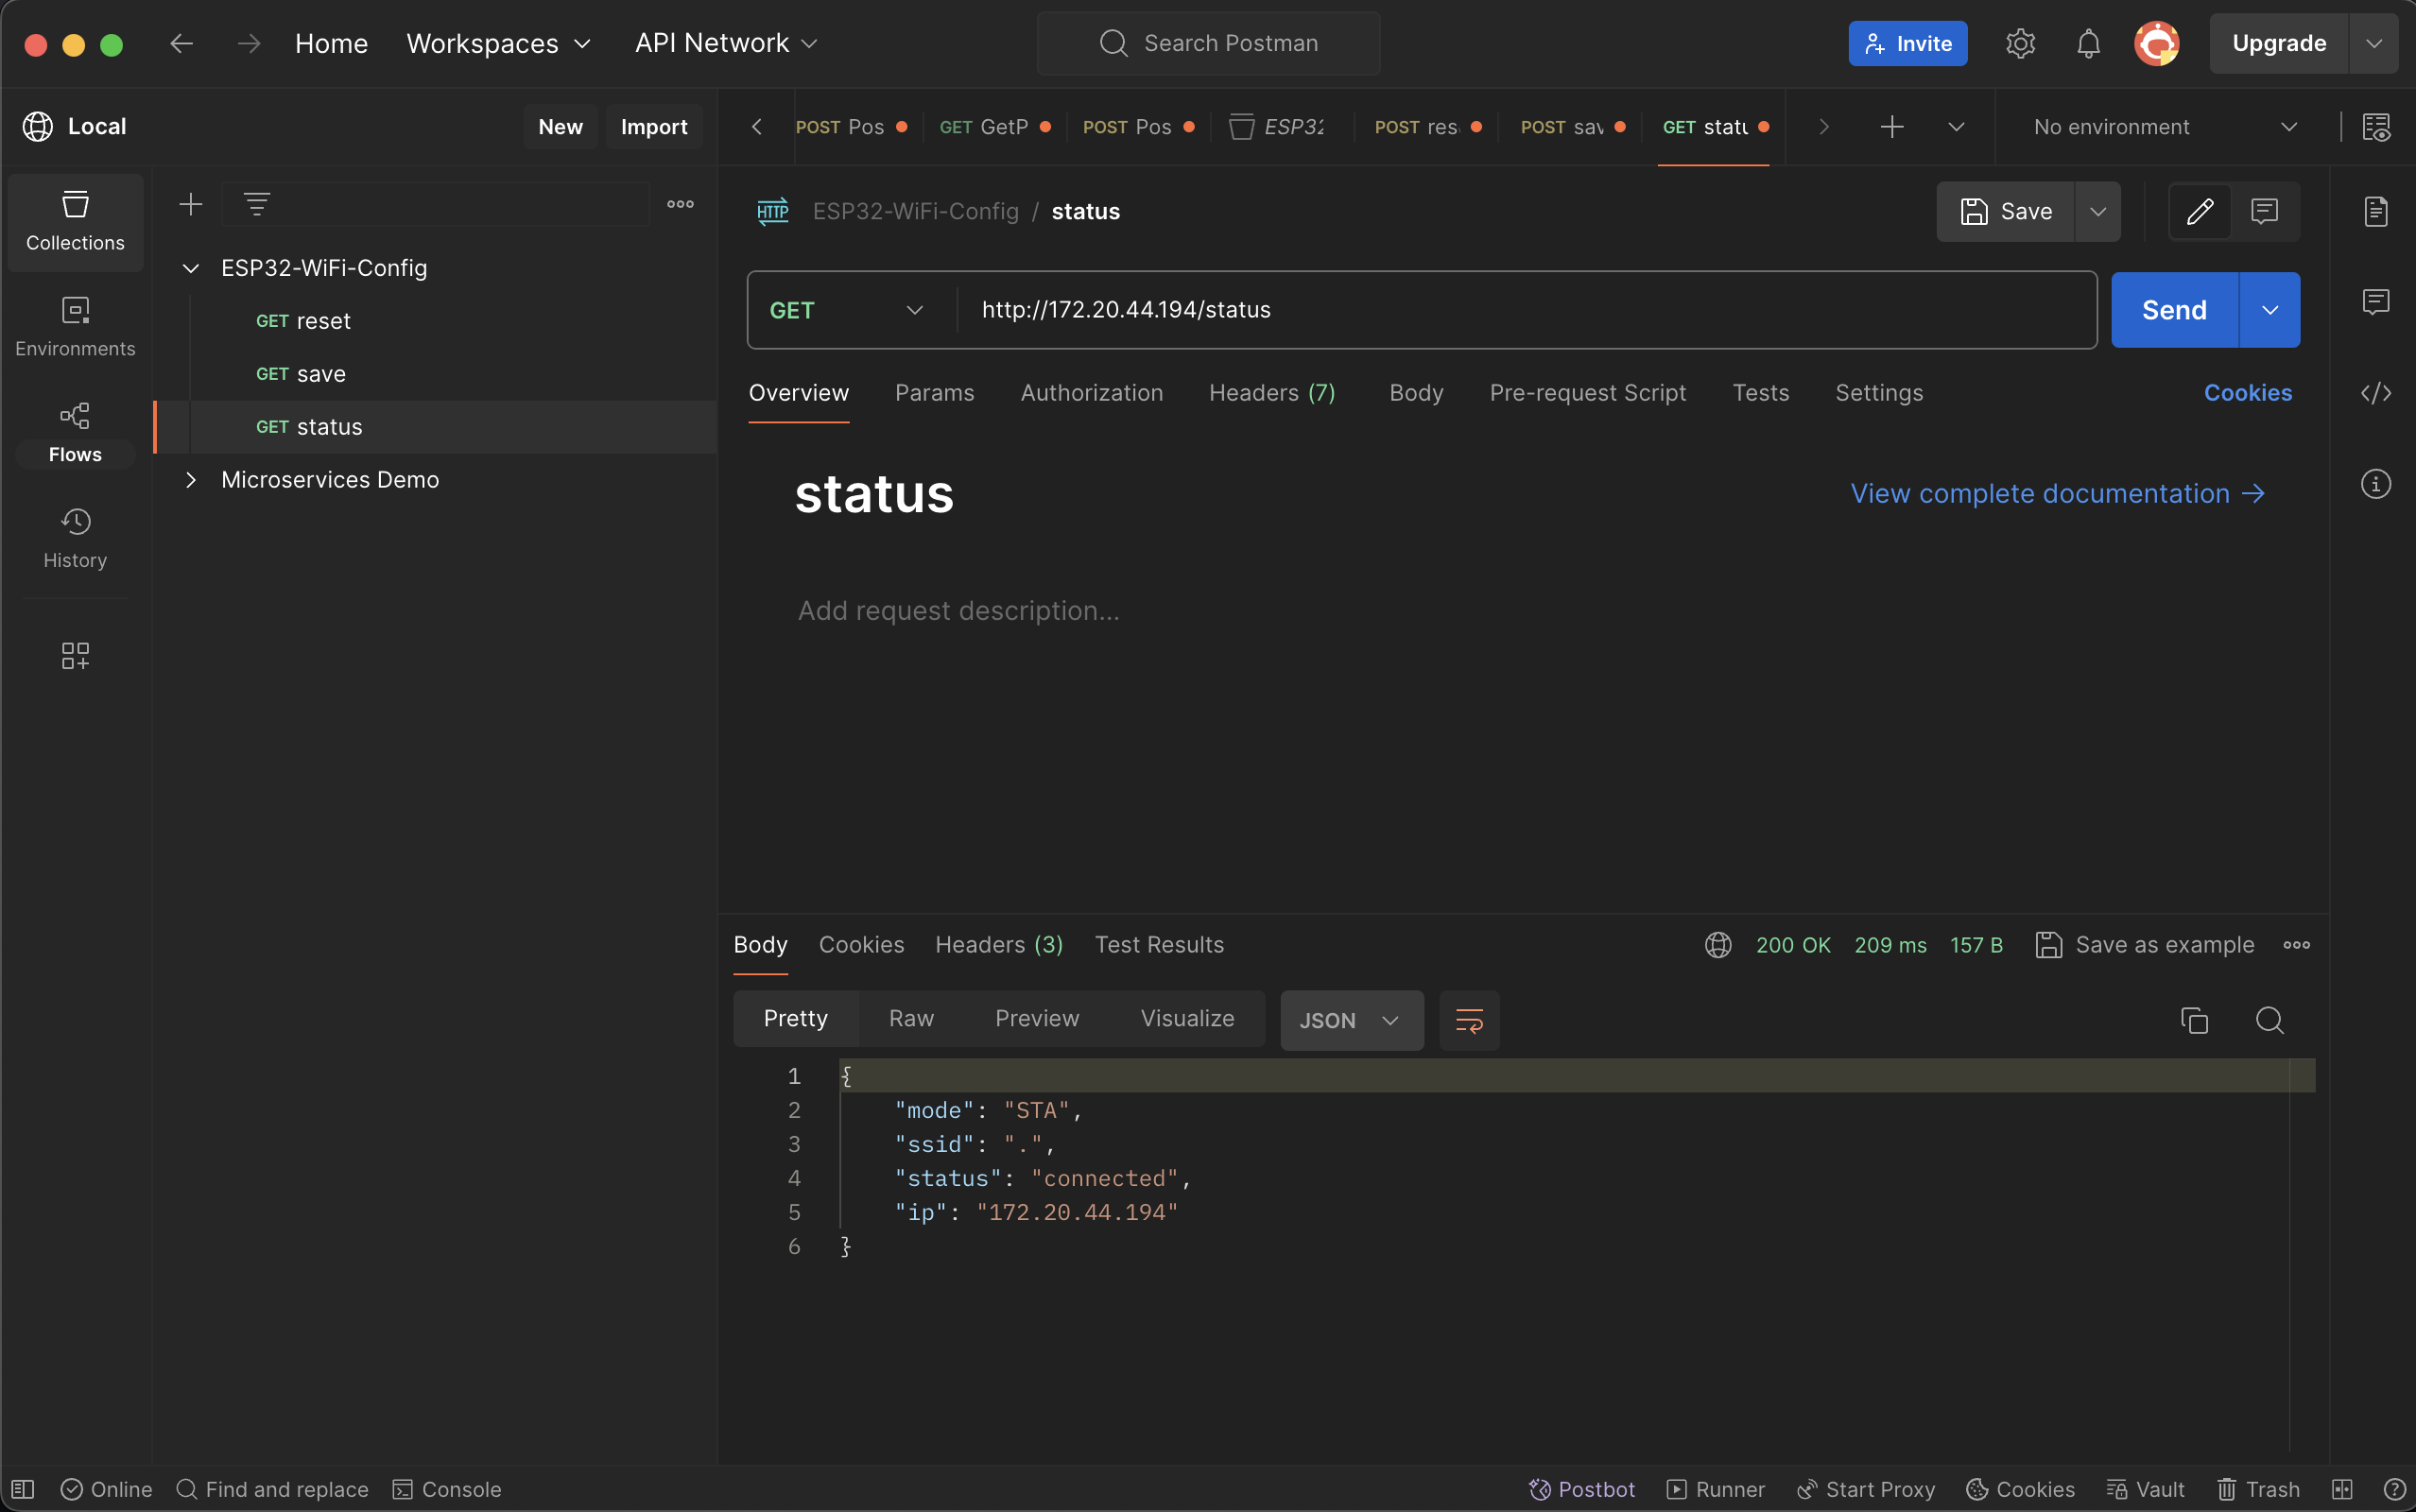 Home Workspaces API Network Search Postman Invite Upgrade
Local New Import POST Pos GET GetP POST Pos ESP32 POST res POST sav GET statu No environment
Collections
Environments
Flows
History
ESP32-WiFi-Config
GET reset
GET save
GET status
Microservices Demo
HTTP ESP32-WiFi-Config / status Save
GET http://172.20.44.194/status Send
Overview Params Authorization Headers (7) Body Pre-request Script Tests Settings Cookies
status View complete documentation →
Add request description...
Body Cookies Headers (3) Test Results 200 OK 209 ms 157 B Save as example
Pretty Raw Preview Visualize JSON
1 {
2 "mode": "STA",
3 "ssid": ".",
4 "status": "connected",
5 "ip": "172.20.44.194"
6 }
Online Find and replace Console Postbot Runner Start Proxy Cookies Vault Trash